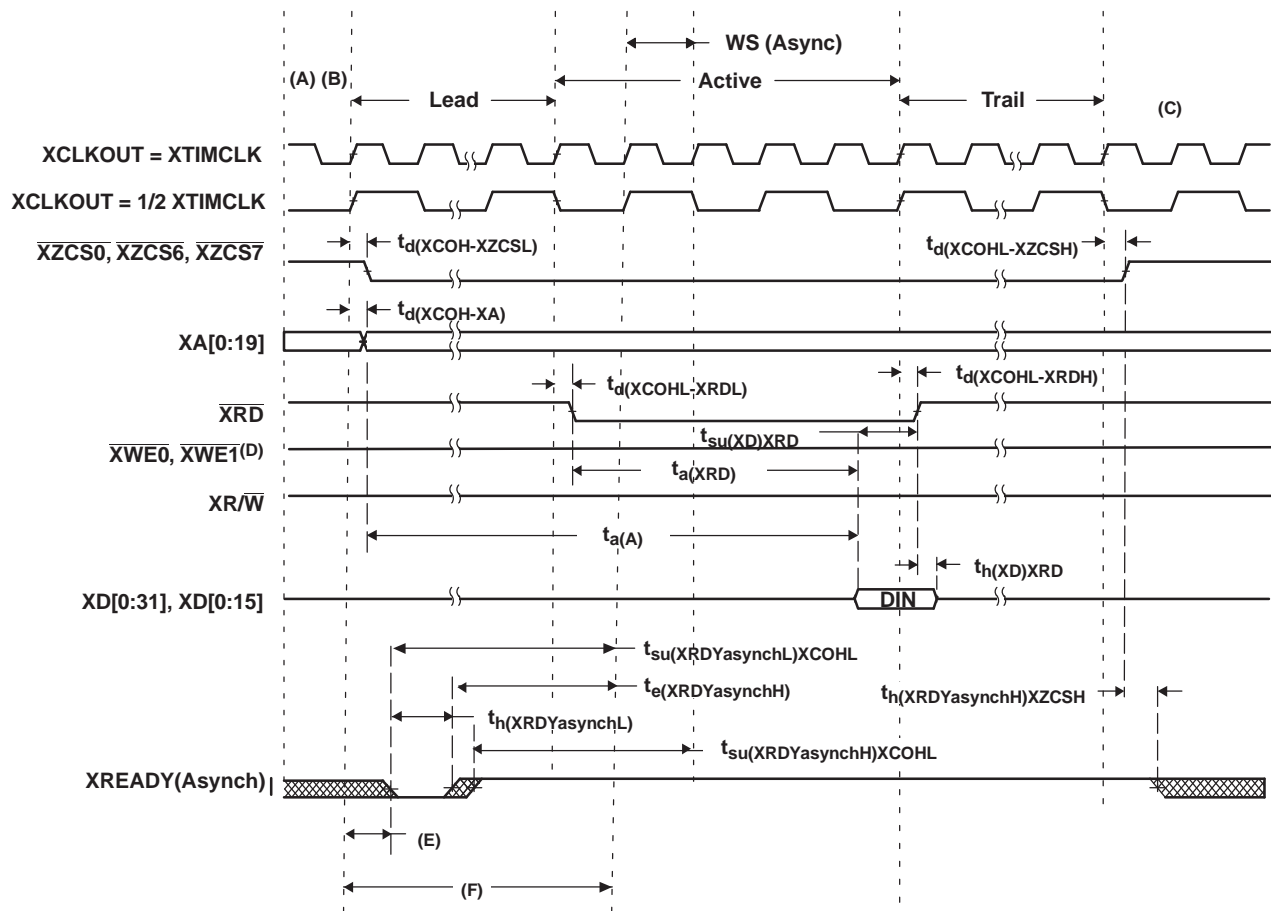 WS (Async)
(A) (B)
Active
Lead
Trail
(C)
XCLKOUT = XTIMCLK
XCLKOUT = 1/2 XTIMCLK
XZCS0, XZCS6, XZCS7
td(XCOH-XZCSL)
td(XCOHL-XZCSH)
td(XCOH-XA)
XA[0:19]
td(XCOHL-XRDL)
td(XCOHL-XRDH)
XRD
tsu(XD)XRD
XWE0, XWE1(D)
ta(XRD)
XR/W
ta(A)
th(XD)XRD
XD[0:31], XD[0:15]
DIN
tsu(XRDYasynchL)XCOHL
te(XRDYasynchH)
th(XRDYasynchH)XZCSH
th(XRDYasynchL)
tsu(XRDYasynchH)XCOHL
XREADY(Asynch)
(E)
(F)